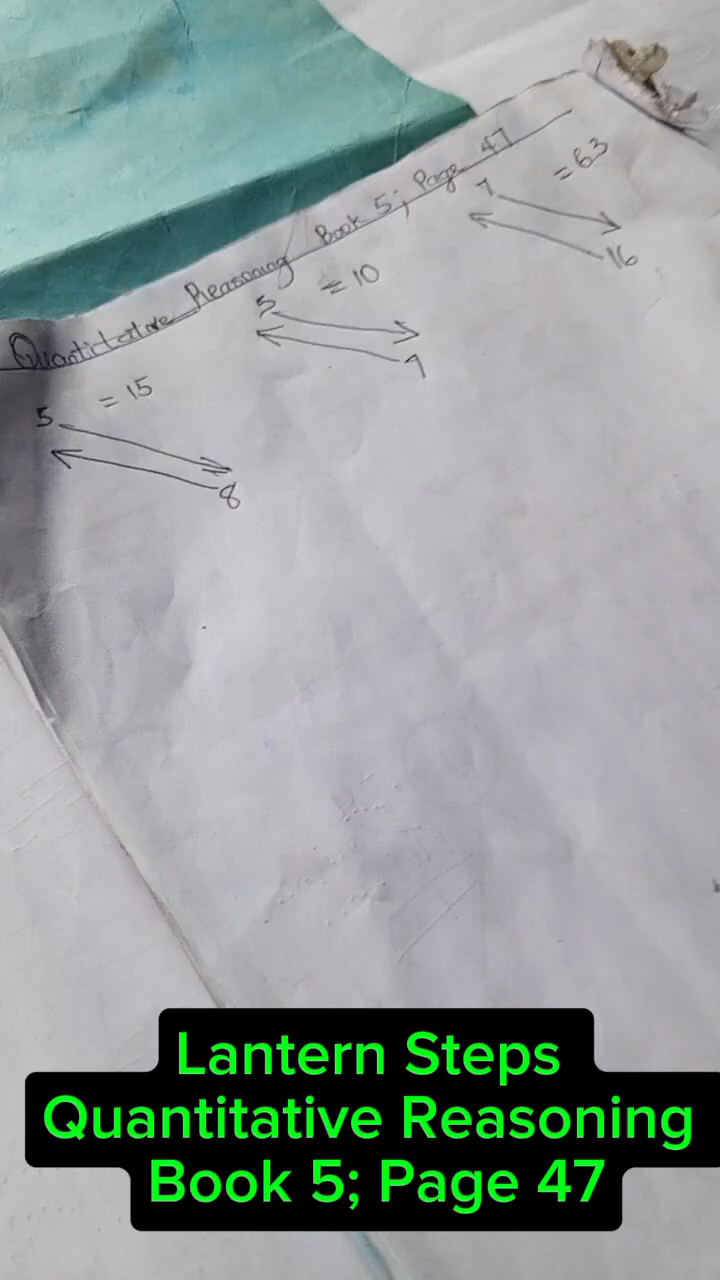 Quantitative Reasoning Book 5; Page 47
5 = 15
8
5 = 10
7
7 = 63
16
Lantern Steps
Quantitative Reasoning
Book 5; Page 47